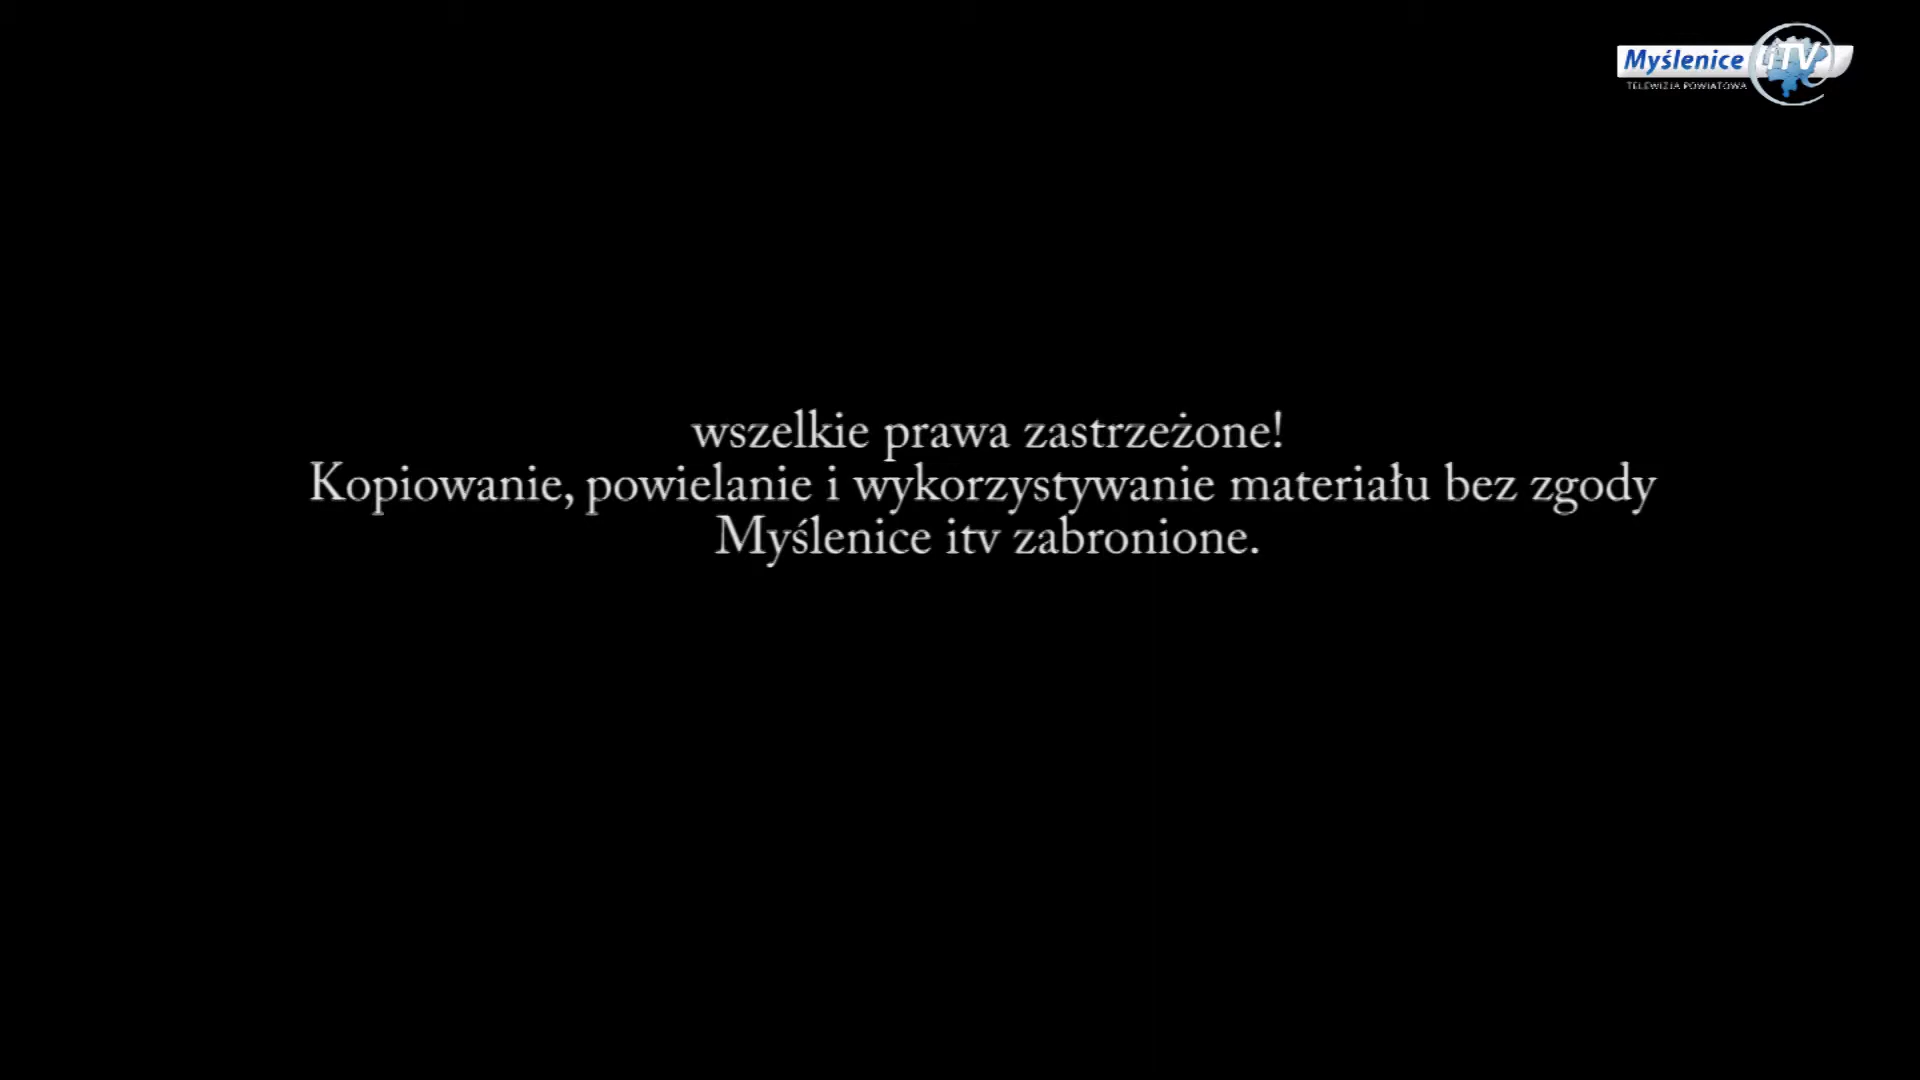 Myślenice iTV
TELEWIZJA POWIATOWA
wszelkie prawa zastrzeżone!
Kopiowanie, powielanie i wykorzystywanie materiału bez zgody
Myślenice itv zabronione.